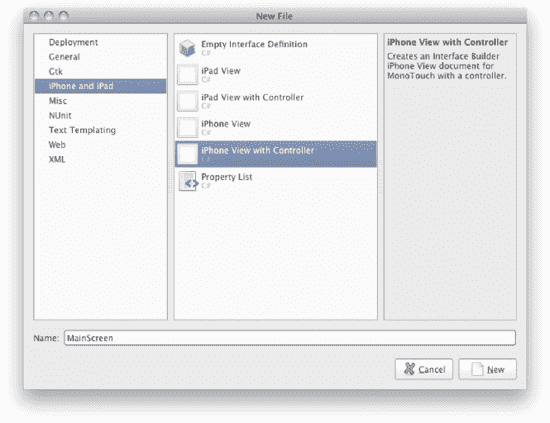 New File
Deployment
General
Gtk
iPhone and iPad
Misc
NUnit
Text Templating
Web
XML
Empty Interface Definition
C#
iPad View
C#
iPad View with Controller
C#
iPhone View
C#
iPhone View with Controller
C#
Property List
C#
iPhone View with Controller
Creates an Interface Builder
iPhone View document for
MonoTouch with a controller.
Name: MainScreen
Cancel
New